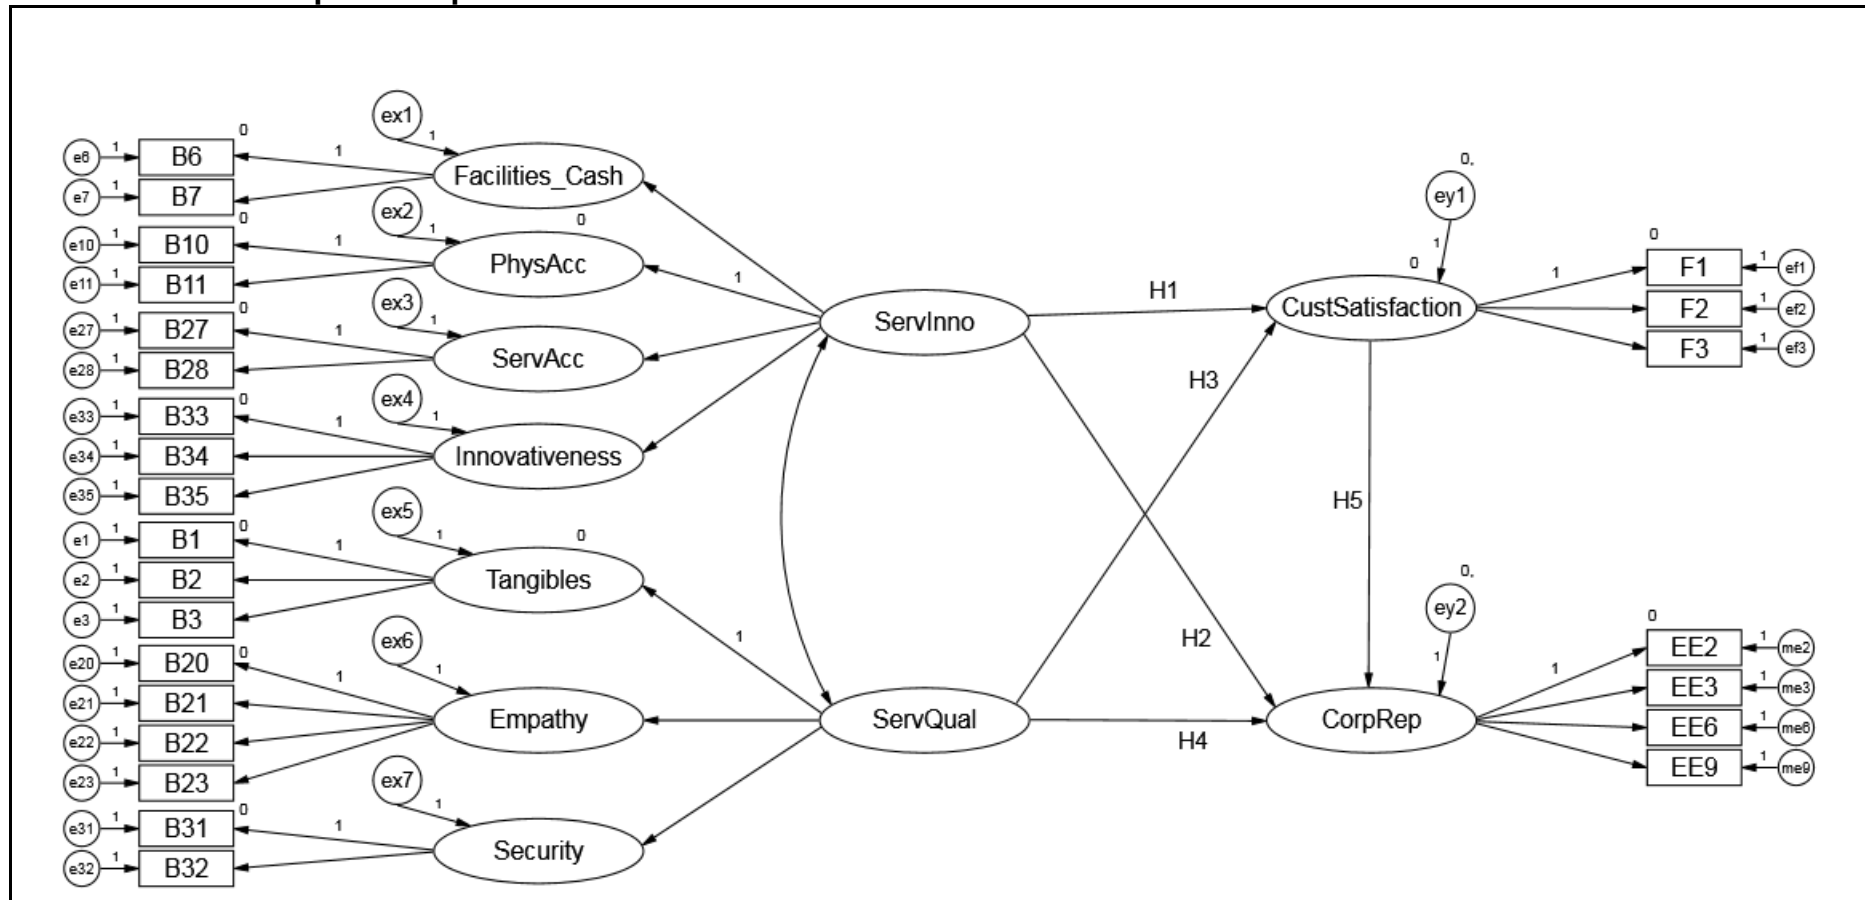 ex1
1
0
e6 1 B6 1 Facilities_Cash
e7 1 B7
ex2
1 0
0
e10 1 B10 1 PhysAcc 1
e11 1 B11
ex3
1
0
e27 1 B27 1 ServAcc
e28 1 B28
ex4
1
0
e33 1 B33 1
e34 1 B34 Innovativeness
e35 1 B35
ServInno H1
0,
ey1
1
0
CustSatisfaction
0
1 F1 1 ef1
F2 1 ef2
F3 1 ef3
H3
H5
ex5
1 0
0
e1 1 B1 1
e2 1 B2 Tangibles 1
e3 1 B3
ex6
1
0
e20 1 B20 1
e21 1 B21 Empathy
e22 1 B22
e23 1 B23
ServQual H2
H4
ex7
1
0
e31 1 B31 1 Security
e32 1 B32
0,
ey2
1
CorpRep
0
1 EE2 1 me2
EE3 1 me3
EE6 1 me6
EE9 1 me9